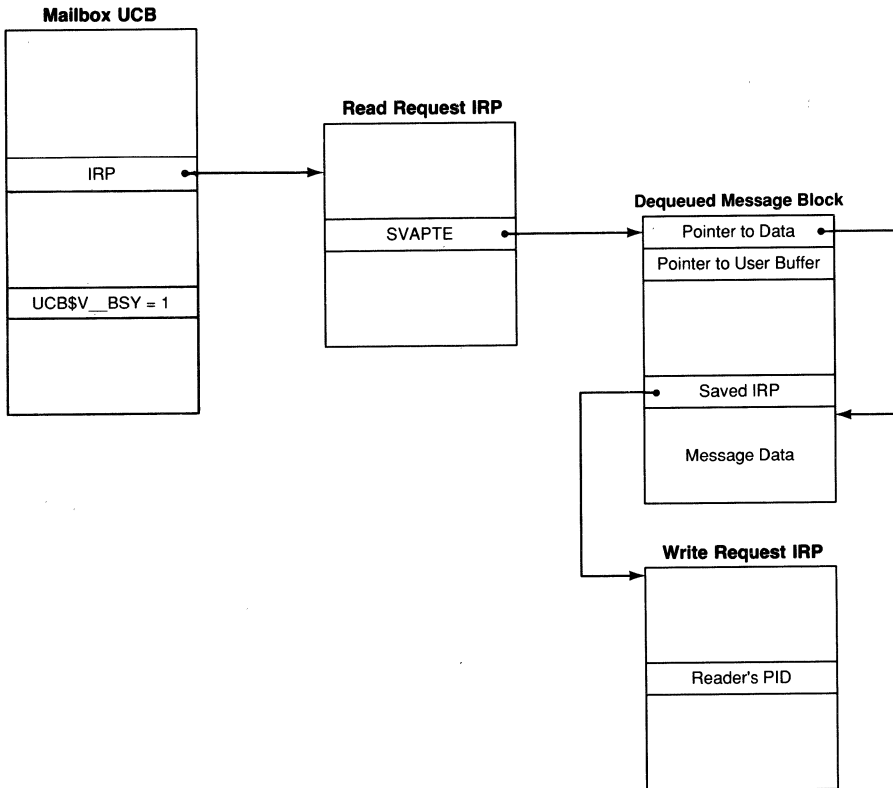 Mailbox UCB
IRP
UCB$V__BSY = 1
Read Request IRP
SVAPTE
Dequeued Message Block
Pointer to Data
Pointer to User Buffer
Saved IRP
Message Data
Write Request IRP
Reader's PID